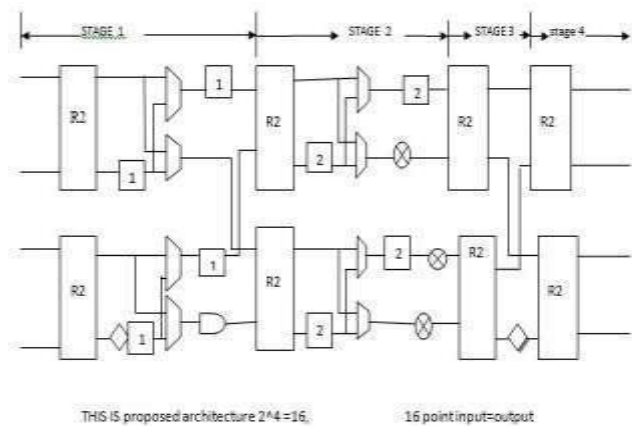 STAGE 1
STAGE 2
STAGE 3
stage 4
R2
1
1
R2
2
2
R2
R2
R2
1
1
R2
2
2
R2
R2
THIS IS proposed architecture 2^4 =16,
16 point input=output